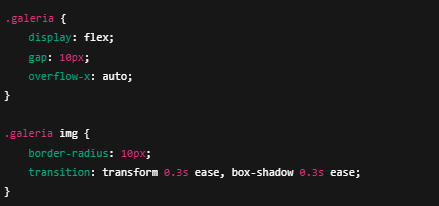 .galeria {
    display: flex;
    gap: 10px;
    overflow-x: auto;
}

.galeria img {
    border-radius: 10px;
    transition: transform 0.3s ease, box-shadow 0.3s ease;
}